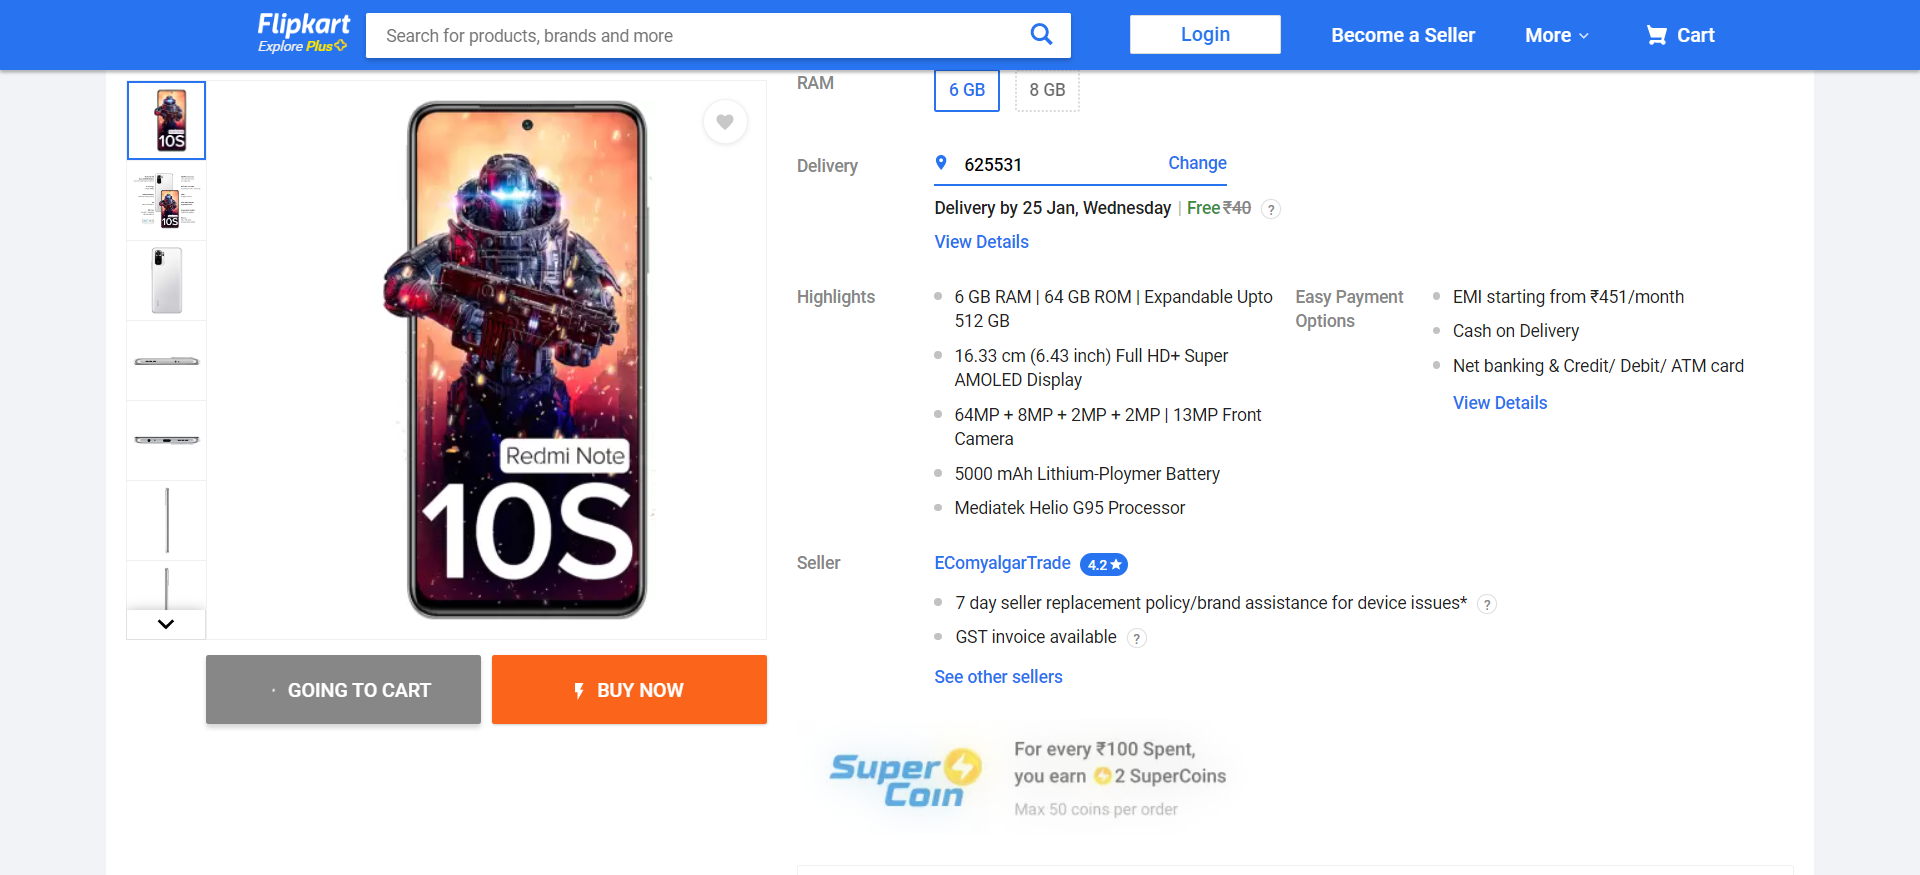 Flipkart
Explore Plus
Search for products, brands and more
Login
Become a Seller
More
Cart
10S
10S
Redmi Note
10S
GOING TO CART
BUY NOW
RAM
6 GB
8 GB
Delivery
625531
Change
Delivery by 25 Jan, Wednesday | Free ₹40 ?
View Details
Highlights
6 GB RAM | 64 GB ROM | Expandable Upto
512 GB
16.33 cm (6.43 inch) Full HD+ Super
AMOLED Display
64MP + 8MP + 2MP + 2MP | 13MP Front
Camera
5000 mAh Lithium-Ploymer Battery
Mediatek Helio G95 Processor
Easy Payment
Options
EMI starting from ₹451/month
Cash on Delivery
Net banking & Credit/ Debit/ ATM card
View Details
Seller
EComyalgarTrade
4.2★
7 day seller replacement policy/brand assistance for device issues* ?
GST invoice available ?
See other sellers
Super
Coin
For every ₹100 Spent,
you earn 2 SuperCoins
Max 50 coins per order